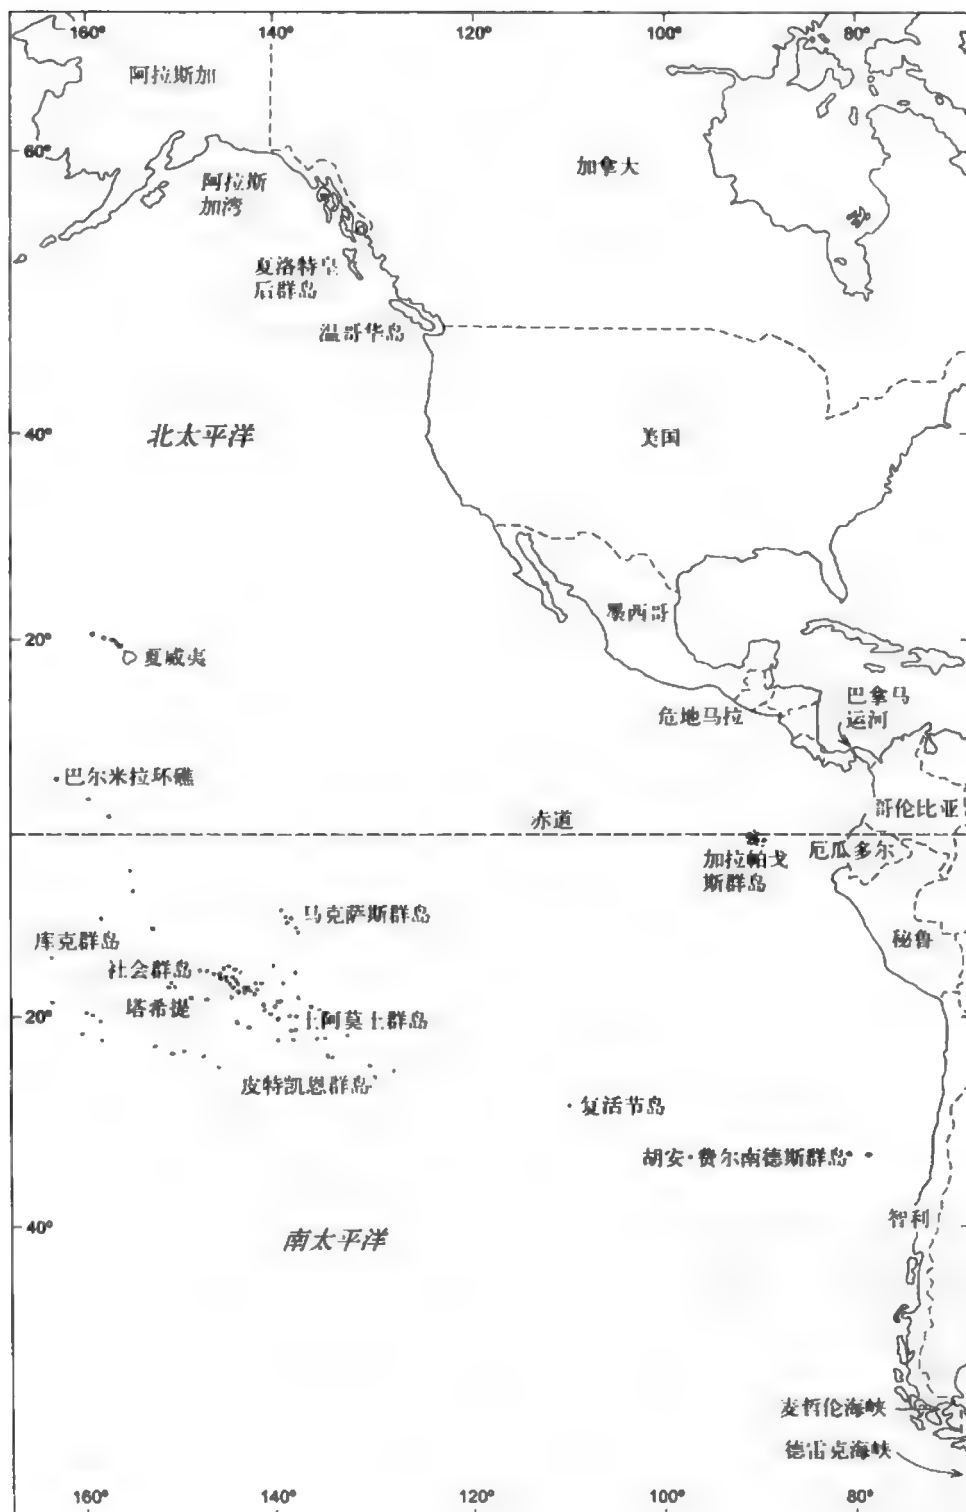 160°
140°
120°
100°
80°
阿拉斯加
60°
加拿大
阿拉斯
加湾
夏洛特皇
后群岛
温哥华岛
北太平洋
40°
美国
墨西哥
20°
夏威夷
巴拿马
运河
危地马拉
巴尔米拉环礁
哥伦比亚
赤道
厄瓜多尔
加拉帕戈
斯群岛
马克萨斯群岛
库克群岛
秘鲁
社会群岛
塔希提
20°
土阿莫土群岛
皮特凯恩群岛
复活节岛
胡安·费尔南德斯群岛
智利
40°
南太平洋
麦哲伦海峡
德雷克海峡
160°
140°
120°
100°
80°